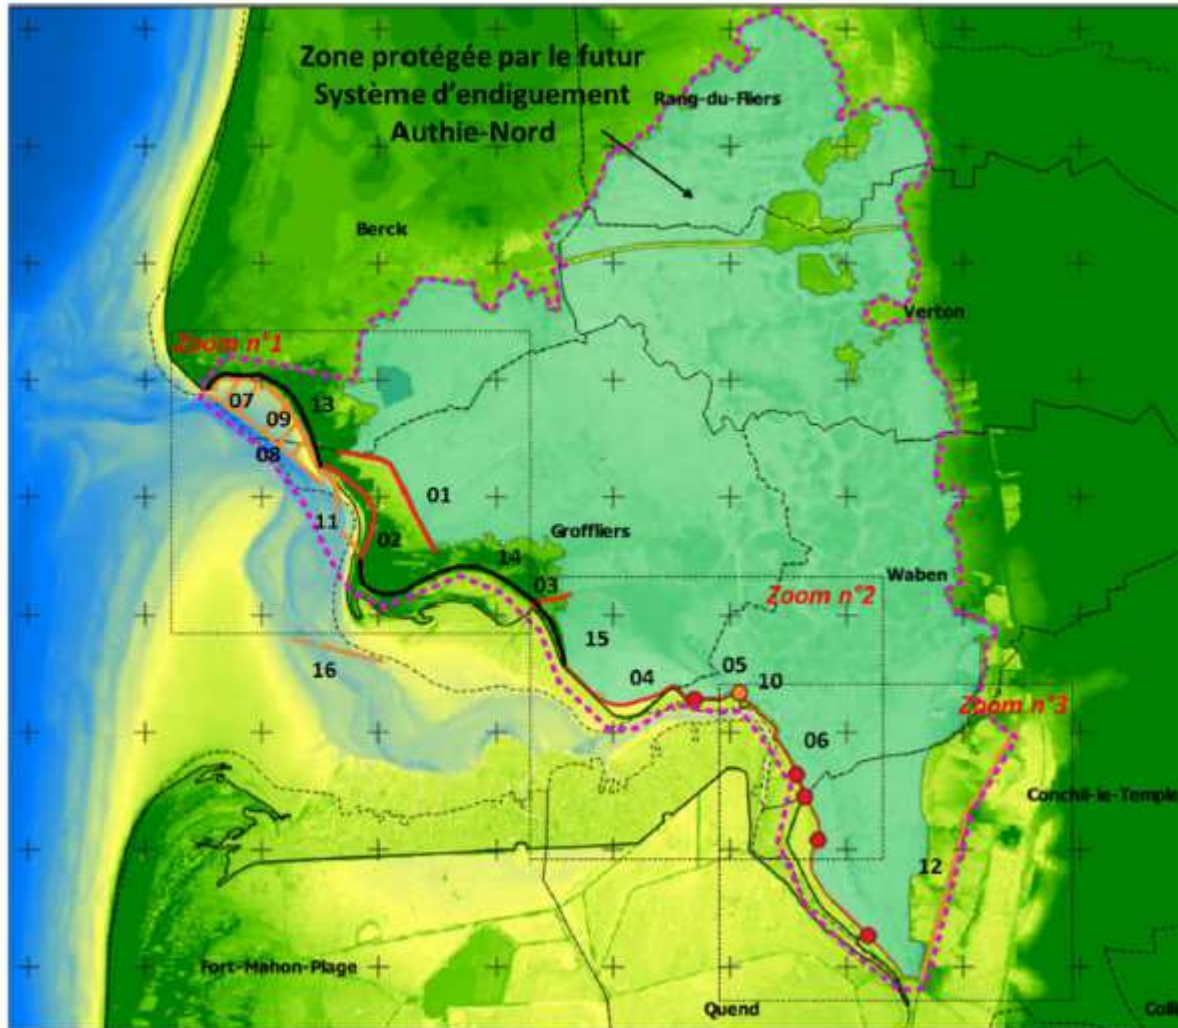 Zone protégée par le futur
Système d'endiguement
Authie-Nord
Rang-du-Fliers
Berck
Verton
Zoom n°1
07
09
13
08
01
11
02
14
Groffliers
03
Waben
Zoom n°2
15
16
04
05
10
Zoom n°3
06
Conchil-le-Temple
12
Fort-Mahon-Plage
Quend